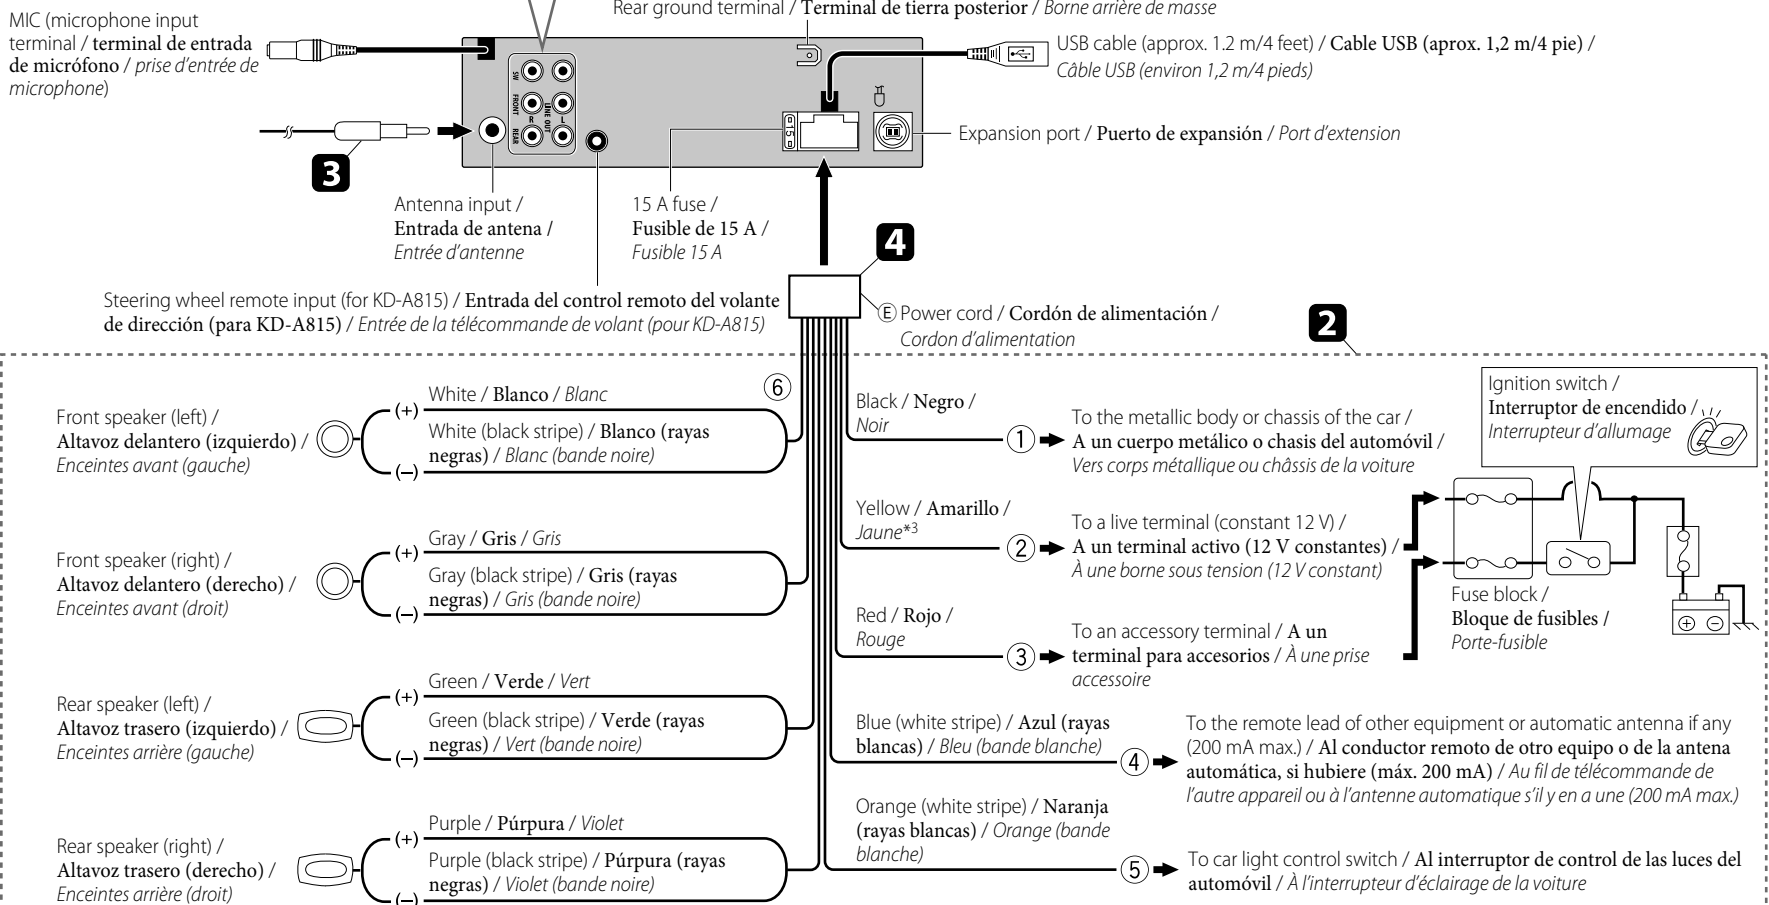 Rear ground terminal / Terminal de tierra posterior / Borne arrière de masse
MIC (microphone input
terminal / terminal de entrada
de micrófono / prise d'entrée de
microphone)
USB cable (approx. 1.2 m/4 feet) / Cable USB (aprox. 1,2 m/4 pie) /
Câble USB (environ 1,2 m/4 pieds)
SW
FRONT
REAR
R
LINE OUT
L
15
Expansion port / Puerto de expansión / Port d'extension
3
Antenna input /
Entrada de antena /
Entrée d'antenne
15 A fuse /
Fusible de 15 A /
Fusible 15 A
4
Steering wheel remote input (for KD-A815) / Entrada del control remoto del volante
de dirección (para KD-A815) / Entrée de la télécommande de volant (pour KD-A815)
Ⓔ Power cord / Cordón de alimentación /
Cordon d'alimentation
2
Front speaker (left) /
Altavoz delantero (izquierdo) /
Enceintes avant (gauche)
(+)
White / Blanco / Blanc
White (black stripe) / Blanco (rayas
negras) / Blanc (bande noire)
(–)
⑥
Front speaker (right) /
Altavoz delantero (derecho) /
Enceintes avant (droit)
(+)
Gray / Gris / Gris
Gray (black stripe) / Gris (rayas
negras) / Gris (bande noire)
(–)
Rear speaker (left) /
Altavoz trasero (izquierdo) /
Enceintes arrière (gauche)
(+)
Green / Verde / Vert
Green (black stripe) / Verde (rayas
negras) / Vert (bande noire)
(–)
Rear speaker (right) /
Altavoz trasero (derecho) /
Enceintes arrière (droit)
(+)
Purple / Púrpura / Violet
Purple (black stripe) / Púrpura (rayas
negras) / Violet (bande noire)
(–)
Black / Negro /
Noir
①
To the metallic body or chassis of the car /
A un cuerpo metálico o chasis del automóvil /
Vers corps métallique ou châssis de la voiture
Yellow / Amarillo /
Jaune*3
②
To a live terminal (constant 12 V) /
A un terminal activo (12 V constantes) /
À une borne sous tension (12 V constant)
Red / Rojo /
Rouge
③
To an accessory terminal / A un
terminal para accesorios / À une prise
accessoire
Ignition switch /
Interruptor de encendido /
Interrupteur d'allumage
Fuse block /
Bloque de fusibles /
Porte-fusible
Blue (white stripe) / Azul (rayas
blancas) / Bleu (bande blanche)
④
To the remote lead of other equipment or automatic antenna if any
(200 mA max.) / Al conductor remoto de otro equipo o de la antena
automática, si hubiere (máx. 200 mA) / Au fil de télécommande de
l'autre appareil ou à l'antenne automatique s'il y en a une (200 mA max.)
Orange (white stripe) / Naranja
(rayas blancas) / Orange (bande
blanche)
⑤
To car light control switch / Al interruptor de control de las luces del
automóvil / À l'interrupteur d'éclairage de la voiture